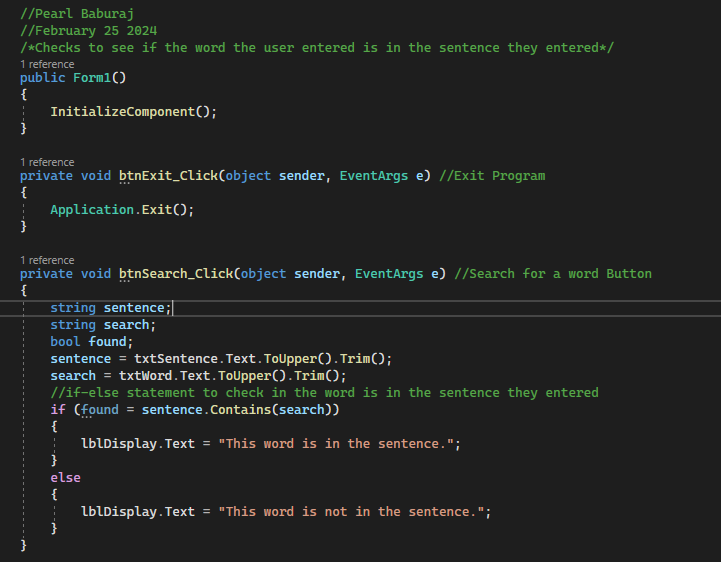 //Pearl Baburaj
//February 25 2024
/*Checks to see if the word the user entered is in the sentence they entered*/
1 reference
public Form1()
{
InitializeComponent();
}
1 reference
private void btnExit_Click(object sender, EventArgs e) //Exit Program
{
Application.Exit();
}
1 reference
private void btnSearch_Click(object sender, EventArgs e) //Search for a word Button
{
string sentence;
string search;
bool found;
sentence = txtSentence.Text.ToUpper().Trim();
search = txtWord.Text.ToUpper().Trim();
//if-else statement to check in the word is in the sentence they entered
if (found = sentence.Contains(search))
{
lblDisplay.Text = "This word is in the sentence.";
}
else
{
lblDisplay.Text = "This word is not in the sentence.";
}
}